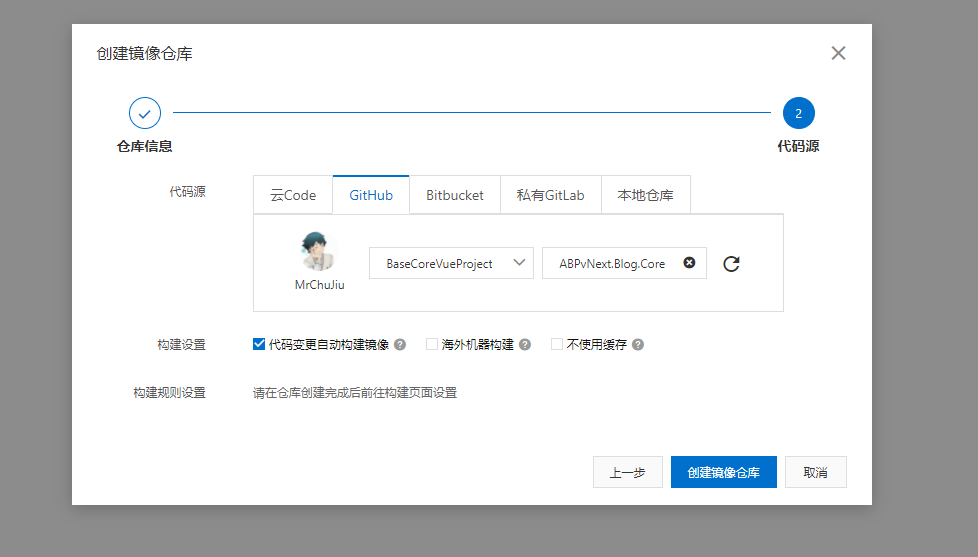 创建镜像仓库
2
仓库信息
代码源
代码源
云Code
GitHub
Bitbucket
私有GitLab
本地仓库
MrChuJiu
BaseCoreVueProject
ABPvNext.Blog.Core
构建设置
代码变更自动构建镜像 ?
海外机器构建 ?
不使用缓存 ?
构建规则设置
请在仓库创建完成后前往构建页面设置
上一步
创建镜像仓库
取消